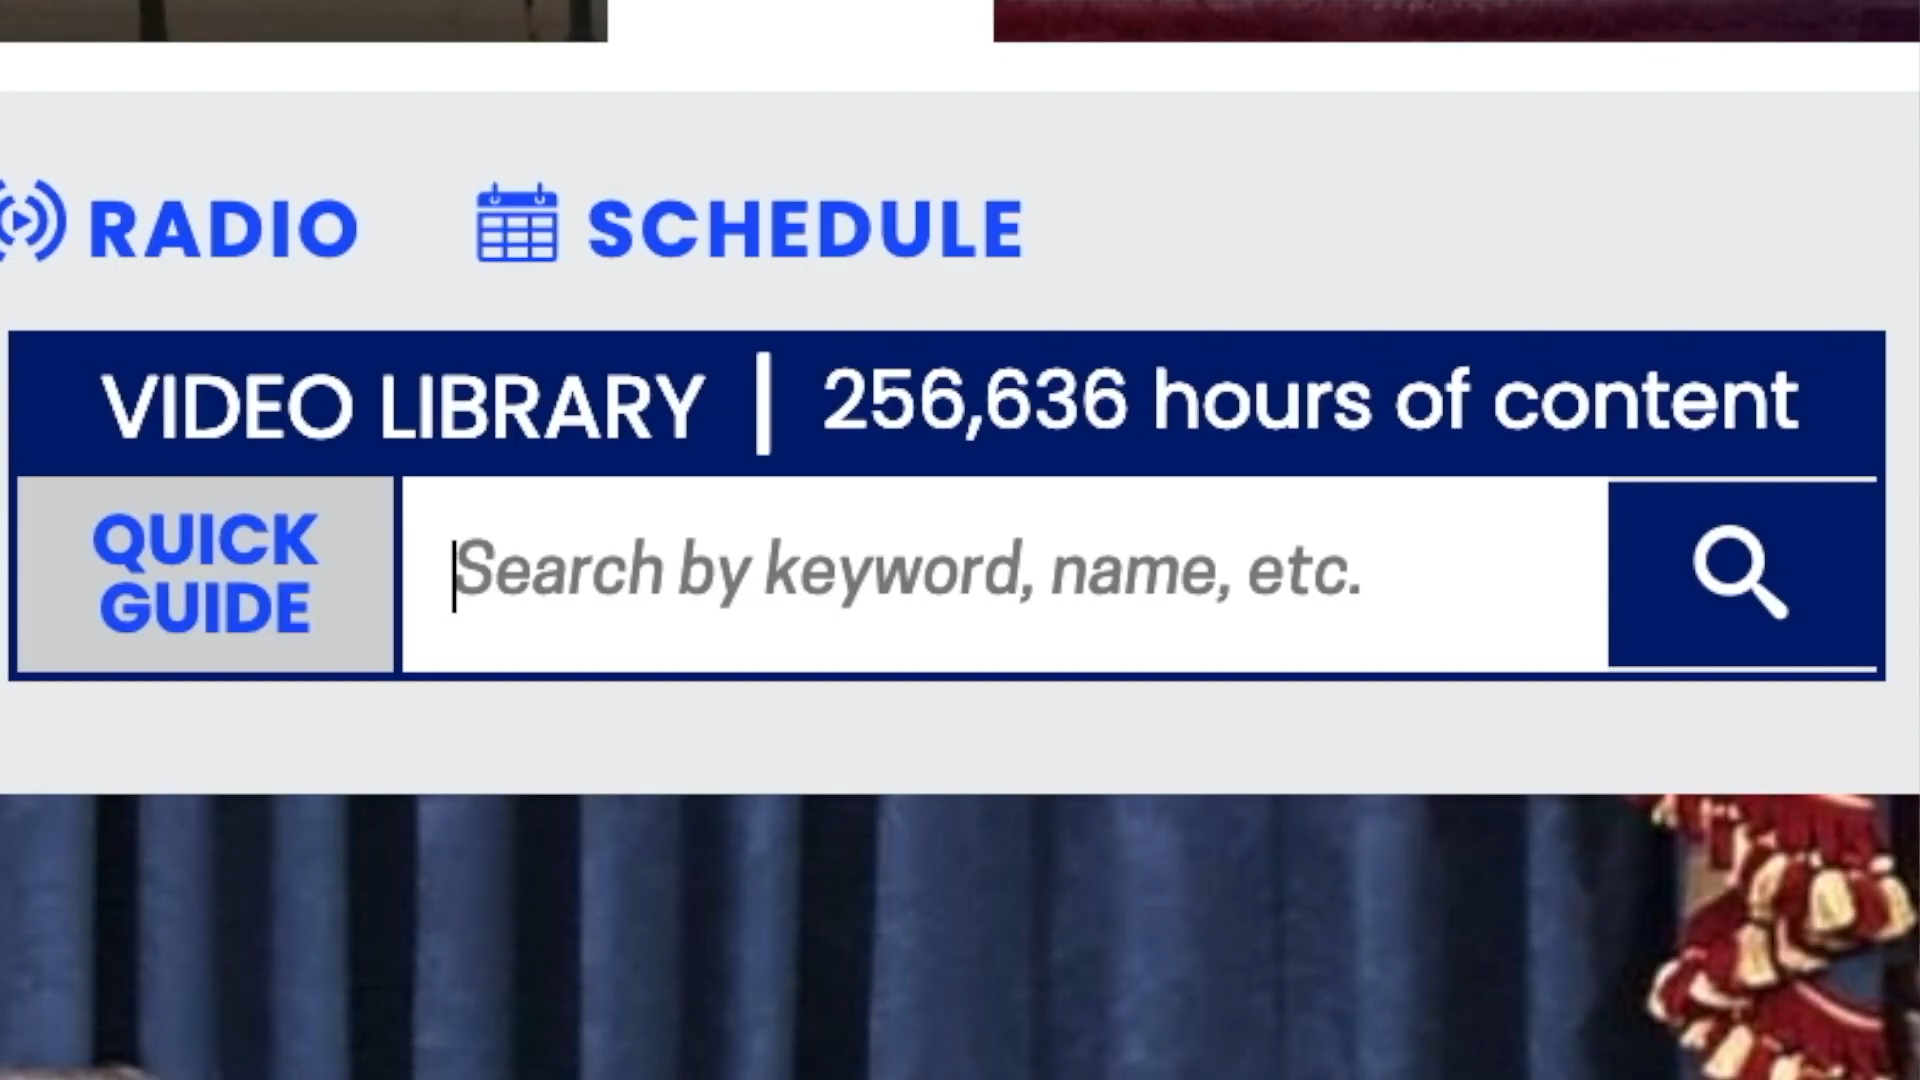 RADIO
SCHEDULE
VIDEO LIBRARY | 256,636 hours of content
QUICK
GUIDE
Search by keyword, name, etc.